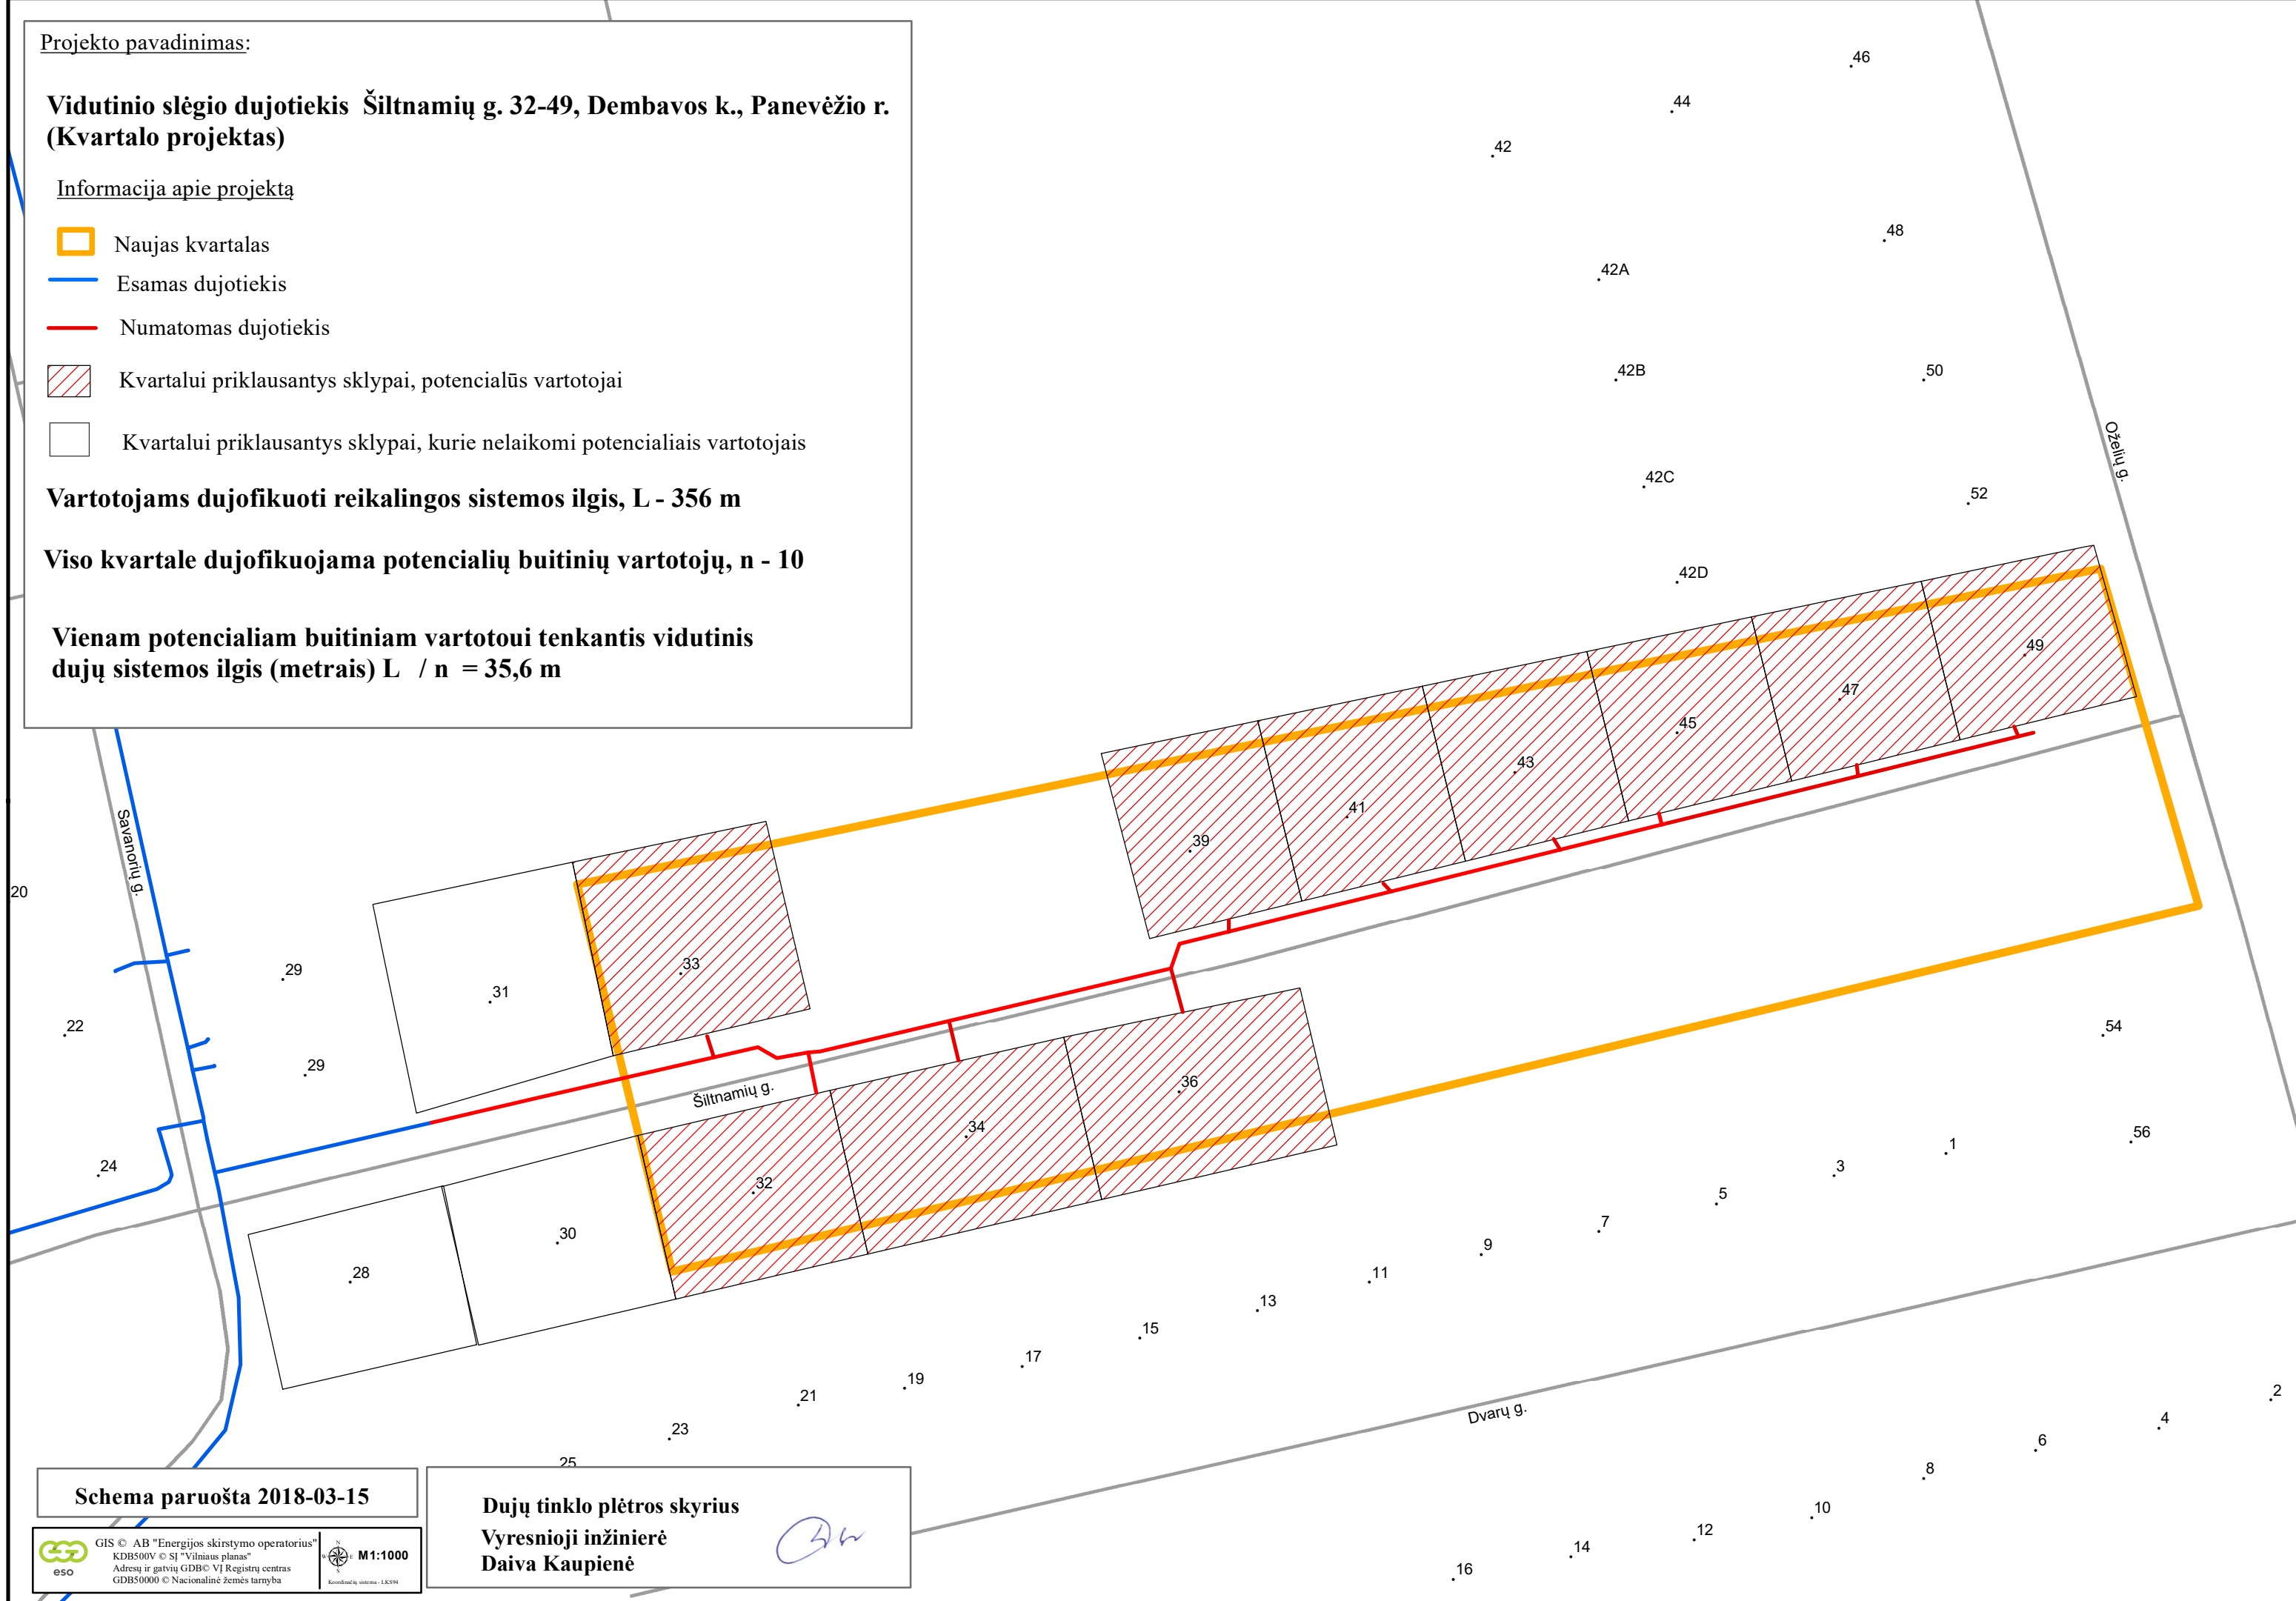 Projekto pavadinimas:
Vidutinio slėgio dujotiekis Šiltnamių g. 32-49, Dembavos k., Panevėžio r.
(Kvartalo projektas)
Informacija apie projektą
Naujas kvartalas
Esamas dujotiekis
Numatomas dujotiekis
Kvartalui priklausantys sklypai, potencialūs vartotojai
Kvartalui priklausantys sklypai, kurie nelaikomi potencialiais vartotojais
Vartotojams dujofikuoti reikalingos sistemos ilgis, L - 356 m
Viso kvartale dujofikuojama potencialių buitinių vartotojų, n - 10
Vienam potencialiam buitiniam vartotoui tenkantis vidutinis
dujų sistemos ilgis (metrais) L / n = 35,6 m
46
44
42
48
42A
42B
50
42C
52
42D
Oželių g.
49
47
45
43
41
39
Savanorių g.
20
33
31
29
22
29
54
Šiltnamių g.
36
34
32
30
28
24
56
1
3
5
7
9
11
13
15
17
19
21
23
25
Dvarų g.
2
4
6
8
10
12
14
16
Schema paruošta 2018-03-15
Dujų tinklo plėtros skyrius
Vyresnioji inžinierė
Daiva Kaupienė
eso
GIS © AB "Energijos skirstymo operatorius"
KDB500V © SĮ "Vilniaus planas"
Adresų ir gatvių GDB© VĮ Registrų centras
GDB50000 © Nacionalinė žemės tarnyba
N
W
E
S
M 1:1000
Koordinačių sistema - LKS94